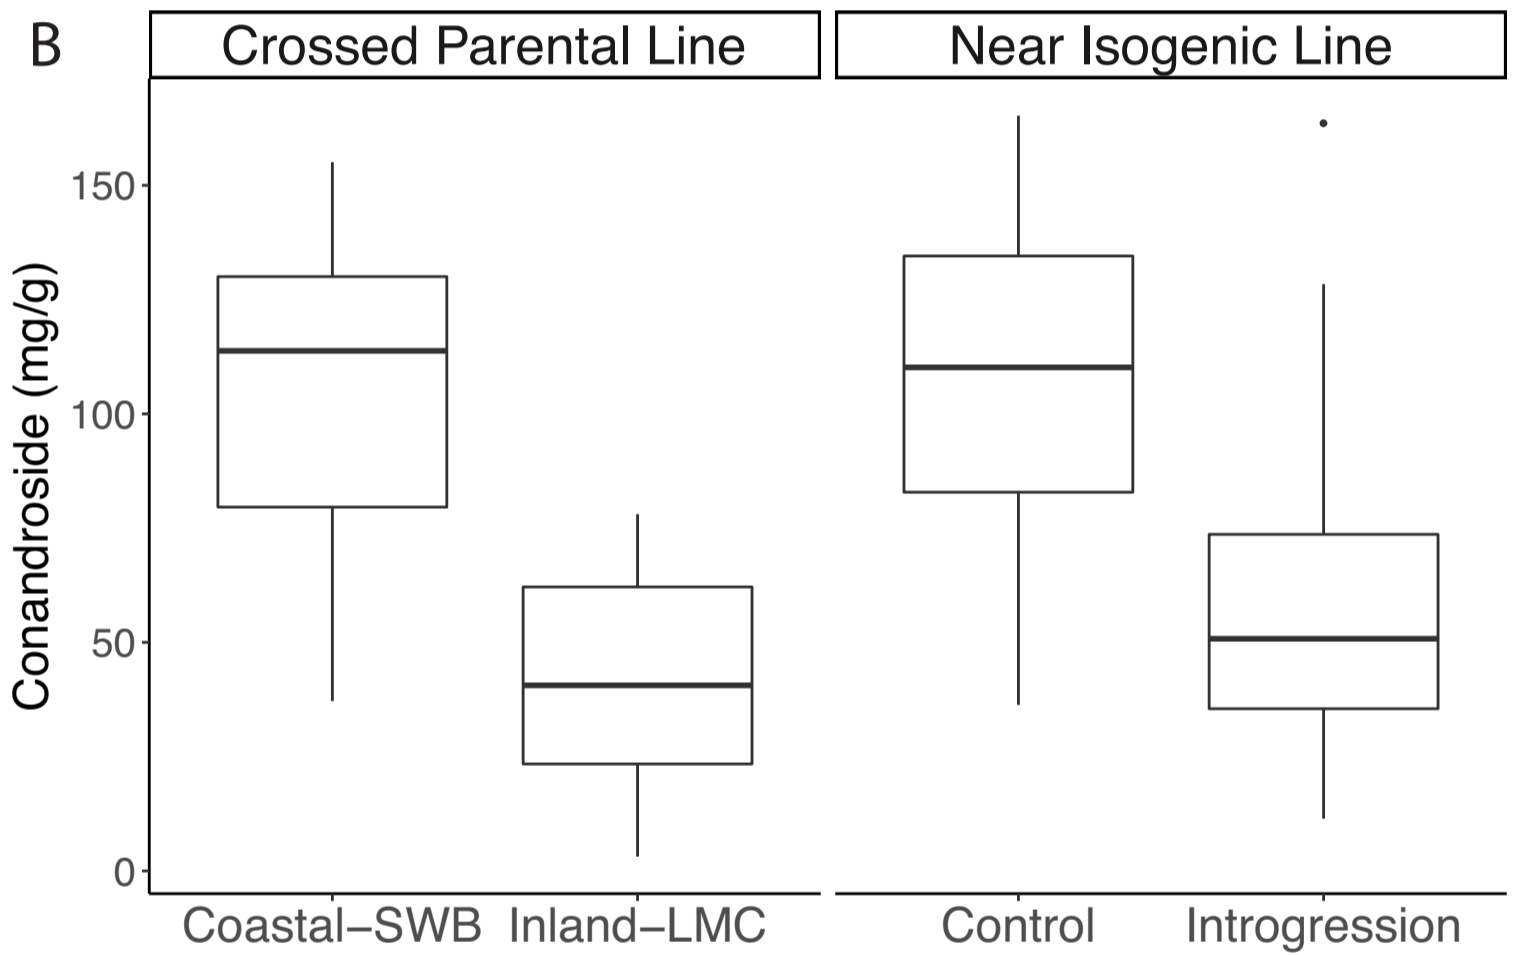 B
Crossed Parental Line
Near Isogenic Line
Conandroside (mg/g)
150
100
50
0
Coastal−SWB
Inland−LMC
Control
Introgression